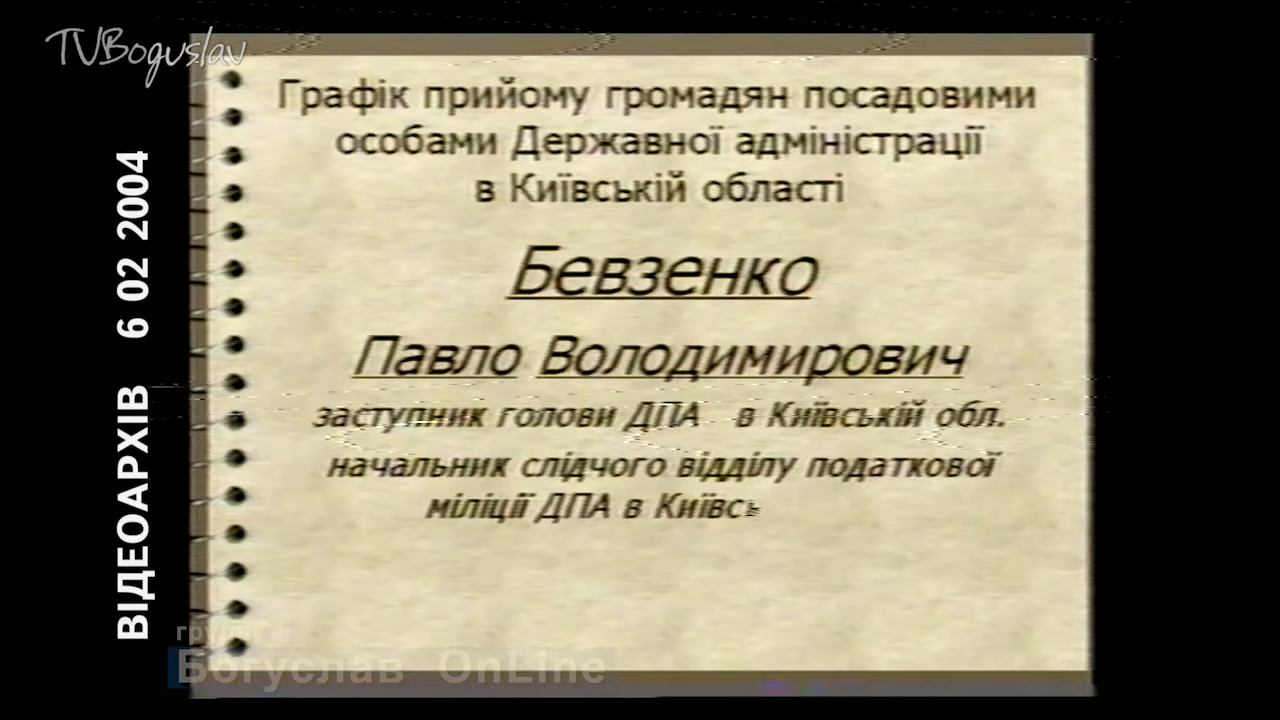 TVBoguslav
Графік прийому громадян посадовими
особами Державної адміністрації
в Київській області
Бевзенко
Павло Володимирович
заступник голови ДПА в Київській обл.
начальник слідчого відділу податкової
міліції ДПА в Київсь
ВІДЕОАРХІВ 6 02 2004
Богуслав OnLine